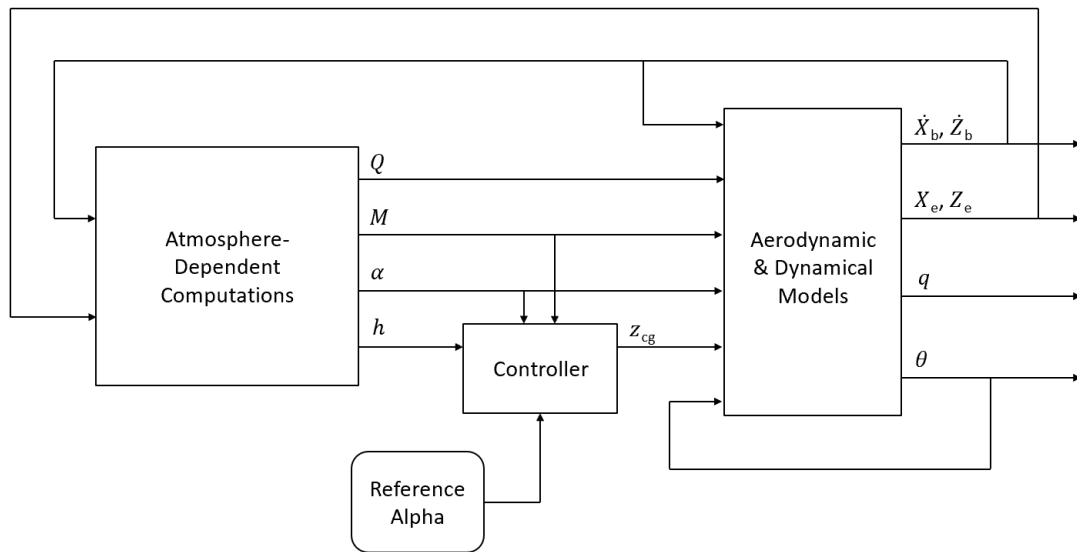 Ẋ_b, Ż_b
Q
X_e, Z_e
M
Atmosphere-
Dependent
Computations
Aerodynamic
& Dynamical
Models
α
q
h
z_cg
Controller
θ
Reference
Alpha